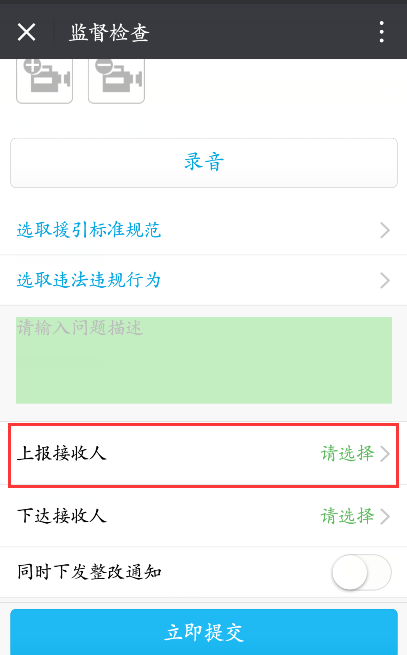 监督检查
录音
选取援引标准规范
选取违法违规行为
请输入问题描述
上报接收人 请选择
下达接收人 请选择
同时下发整改通知
立即提交